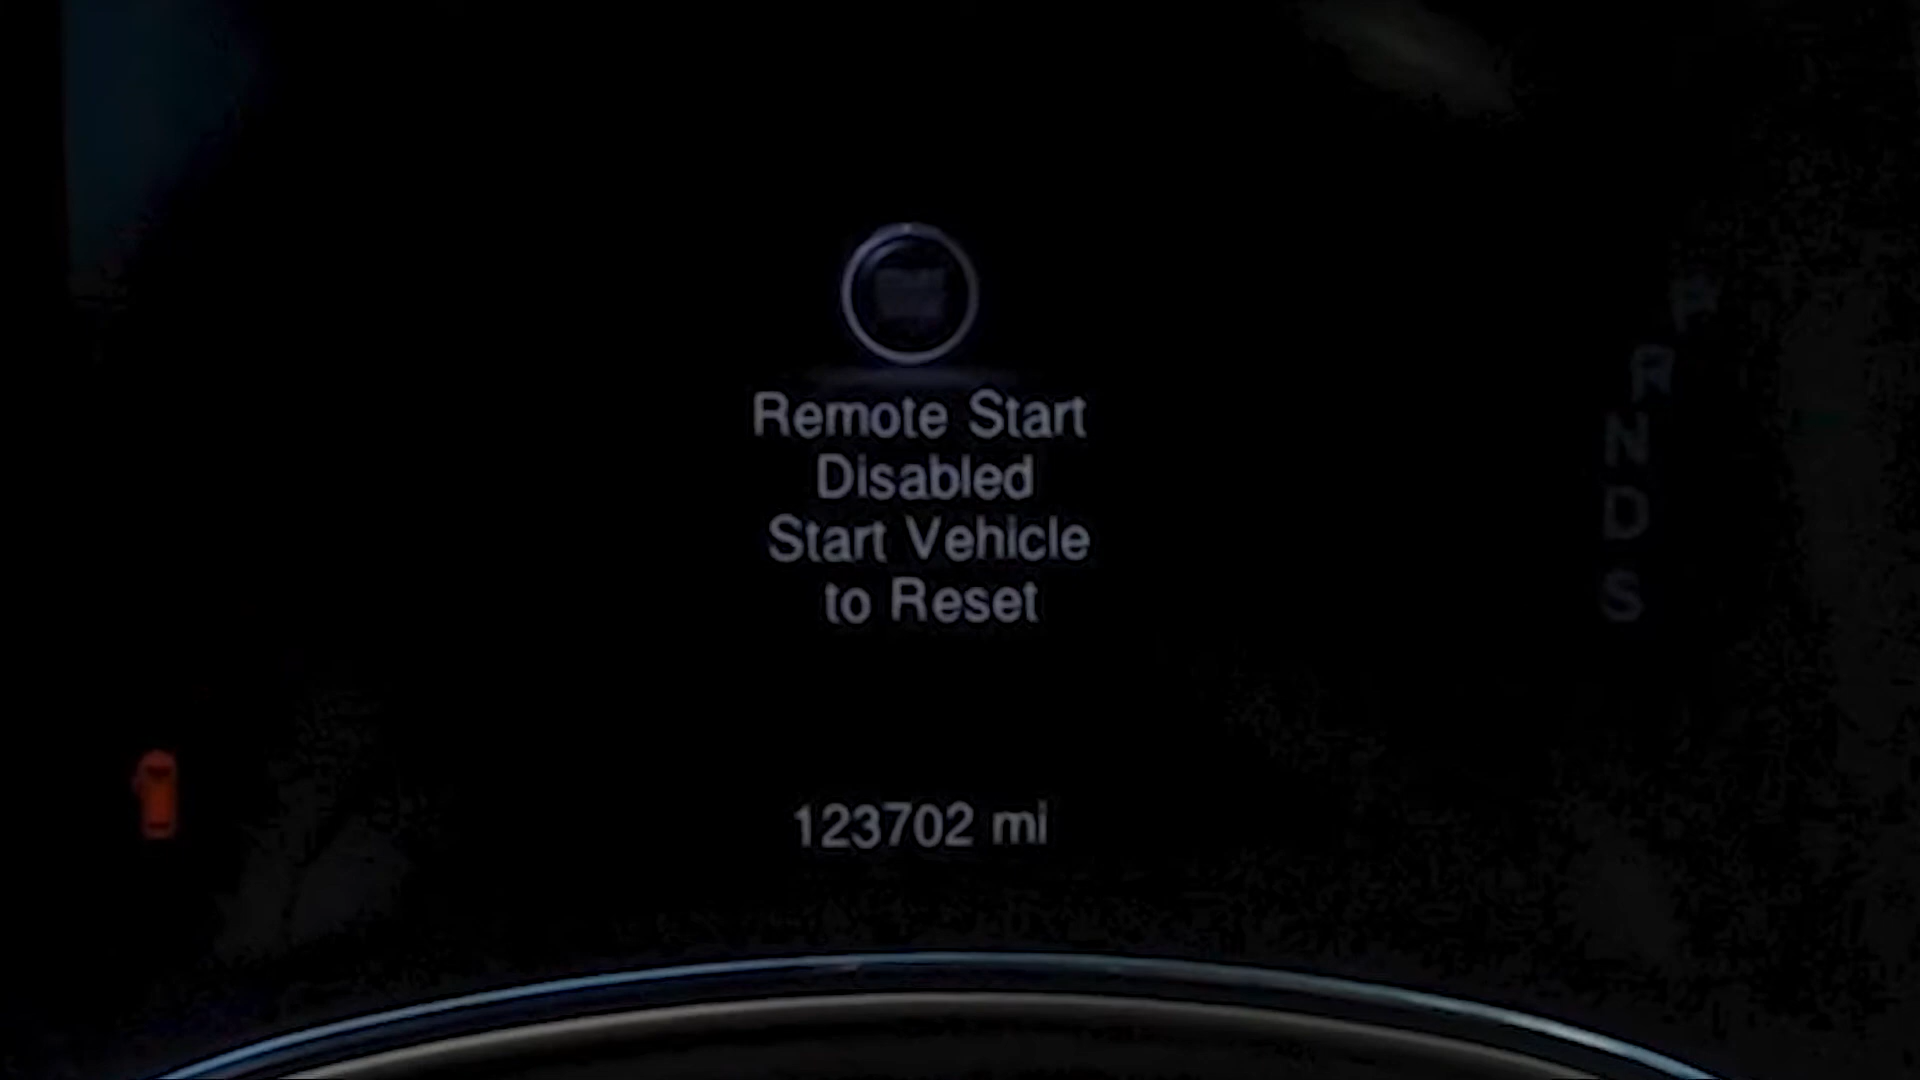 Remote Start
Disabled
Start Vehicle
to Reset
P
R
N
D
S
123702 mi